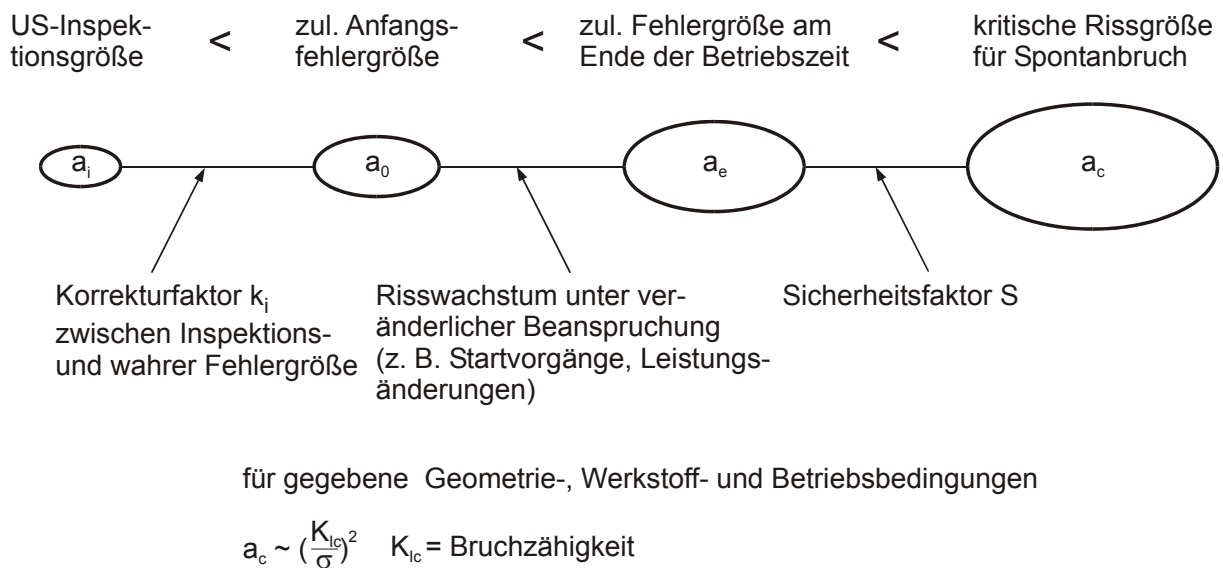 US-Inspek-
tionsgröße
<
zul. Anfangs-
fehlergröße
<
zul. Fehlergröße am
Ende der Betriebszeit
<
kritische Rissgröße
für Spontanbruch
a_i
a_0
a_e
a_c
Korrekturfaktor k_i
zwischen Inspektions-
und wahrer Fehlergröße
Risswachstum unter ver-
änderlicher Beanspruchung
(z. B. Startvorgänge, Leistungs-
änderungen)
Sicherheitsfaktor S
für gegebene Geometrie-, Werkstoff- und Betriebsbedingungen
a_c ~ (K_Ic/σ)² K_Ic = Bruchzähigkeit